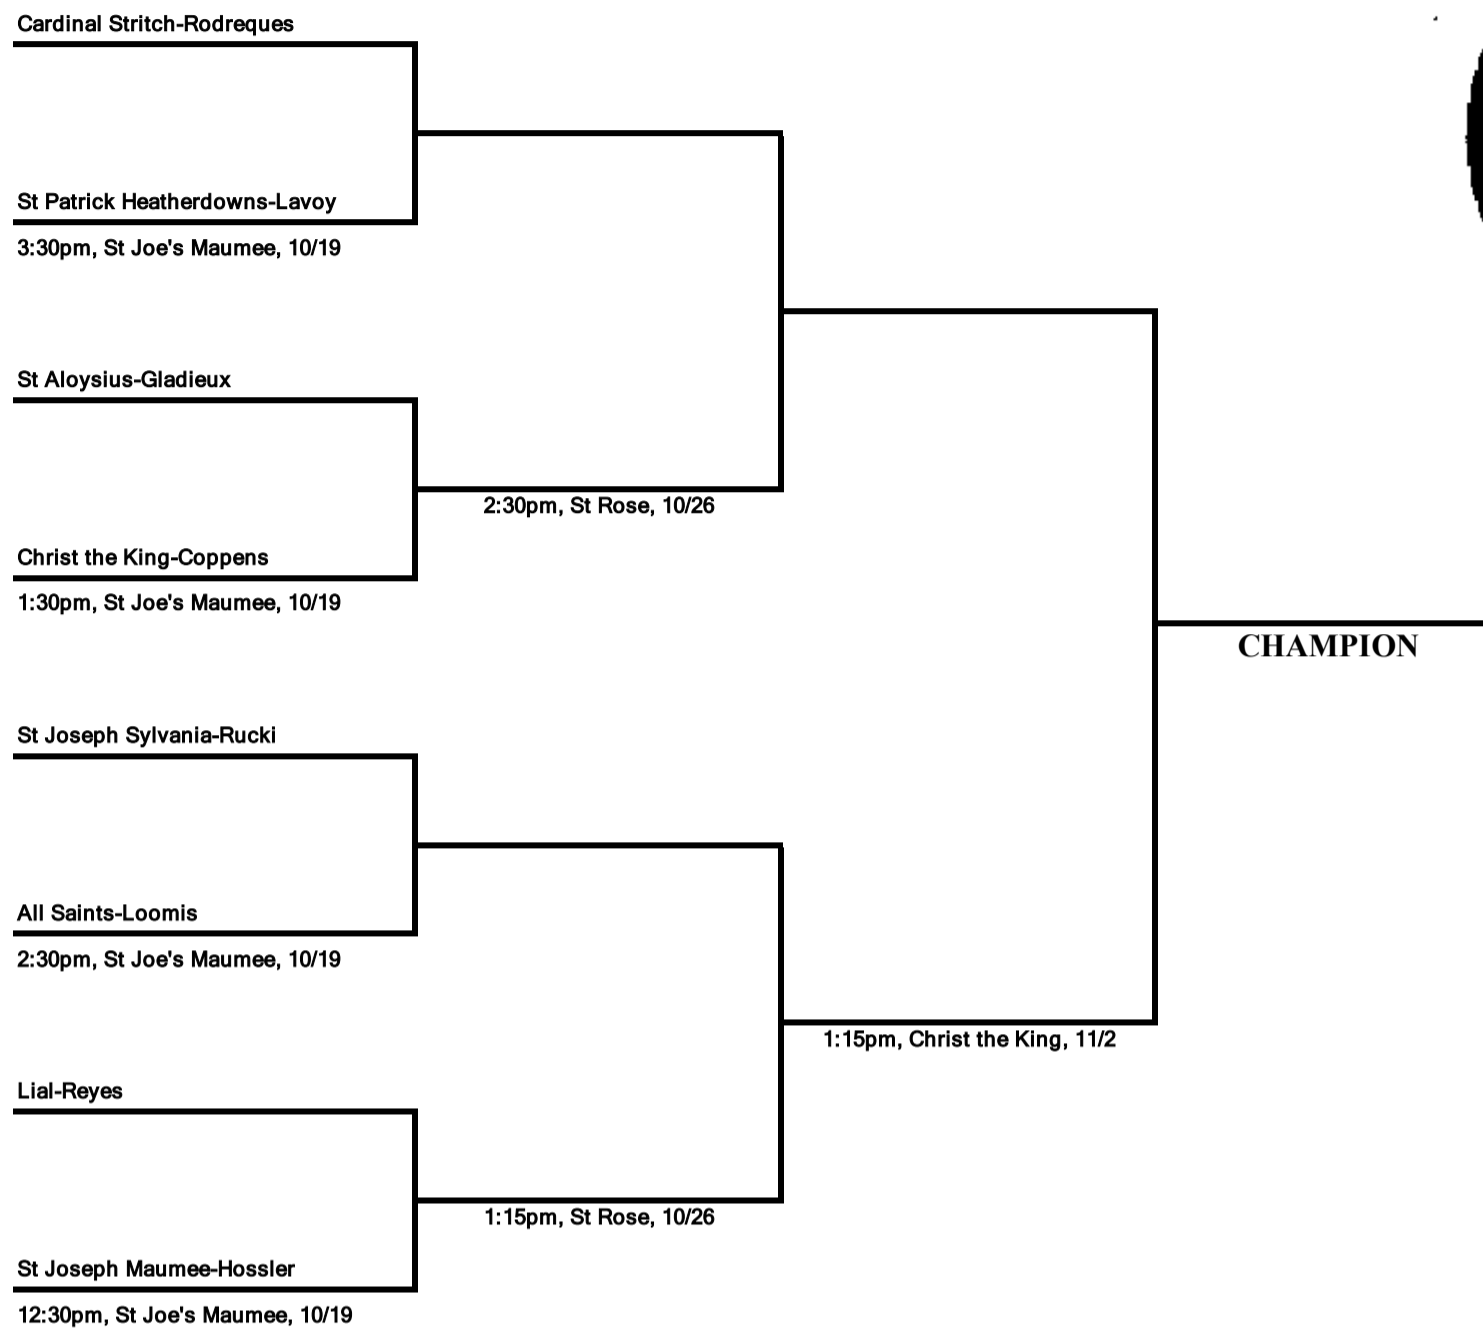 Cardinal Stritch-Rodreques
St Patrick Heatherdowns-Lavoy
3:30pm, St Joe's Maumee, 10/19
St Aloysius-Gladieux
2:30pm, St Rose, 10/26
Christ the King-Coppens
1:30pm, St Joe's Maumee, 10/19
CHAMPION
St Joseph Sylvania-Rucki
All Saints-Loomis
2:30pm, St Joe's Maumee, 10/19
1:15pm, Christ the King, 11/2
Lial-Reyes
1:15pm, St Rose, 10/26
St Joseph Maumee-Hossler
12:30pm, St Joe's Maumee, 10/19